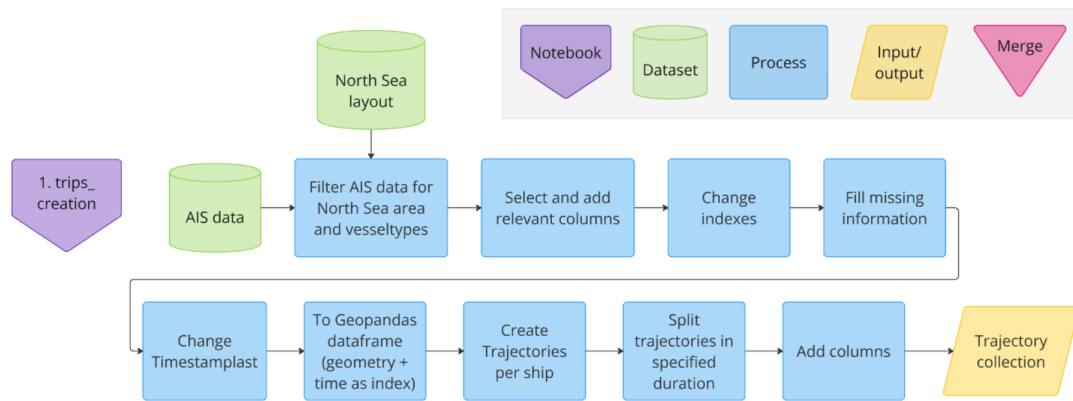 North Sea
layout
Notebook
Dataset
Process
Input/
output
Merge
1. trips_
creation
AIS data
Filter AIS data for
North Sea area
and vesseltypes
Select and add
relevant columns
Change
indexes
Fill missing
information
Change
Timestamplast
To Geopandas
dataframe
(geometry +
time as index)
Create
Trajectories
per ship
Split
trajectories in
specified
duration
Add columns
Trajectory
collection